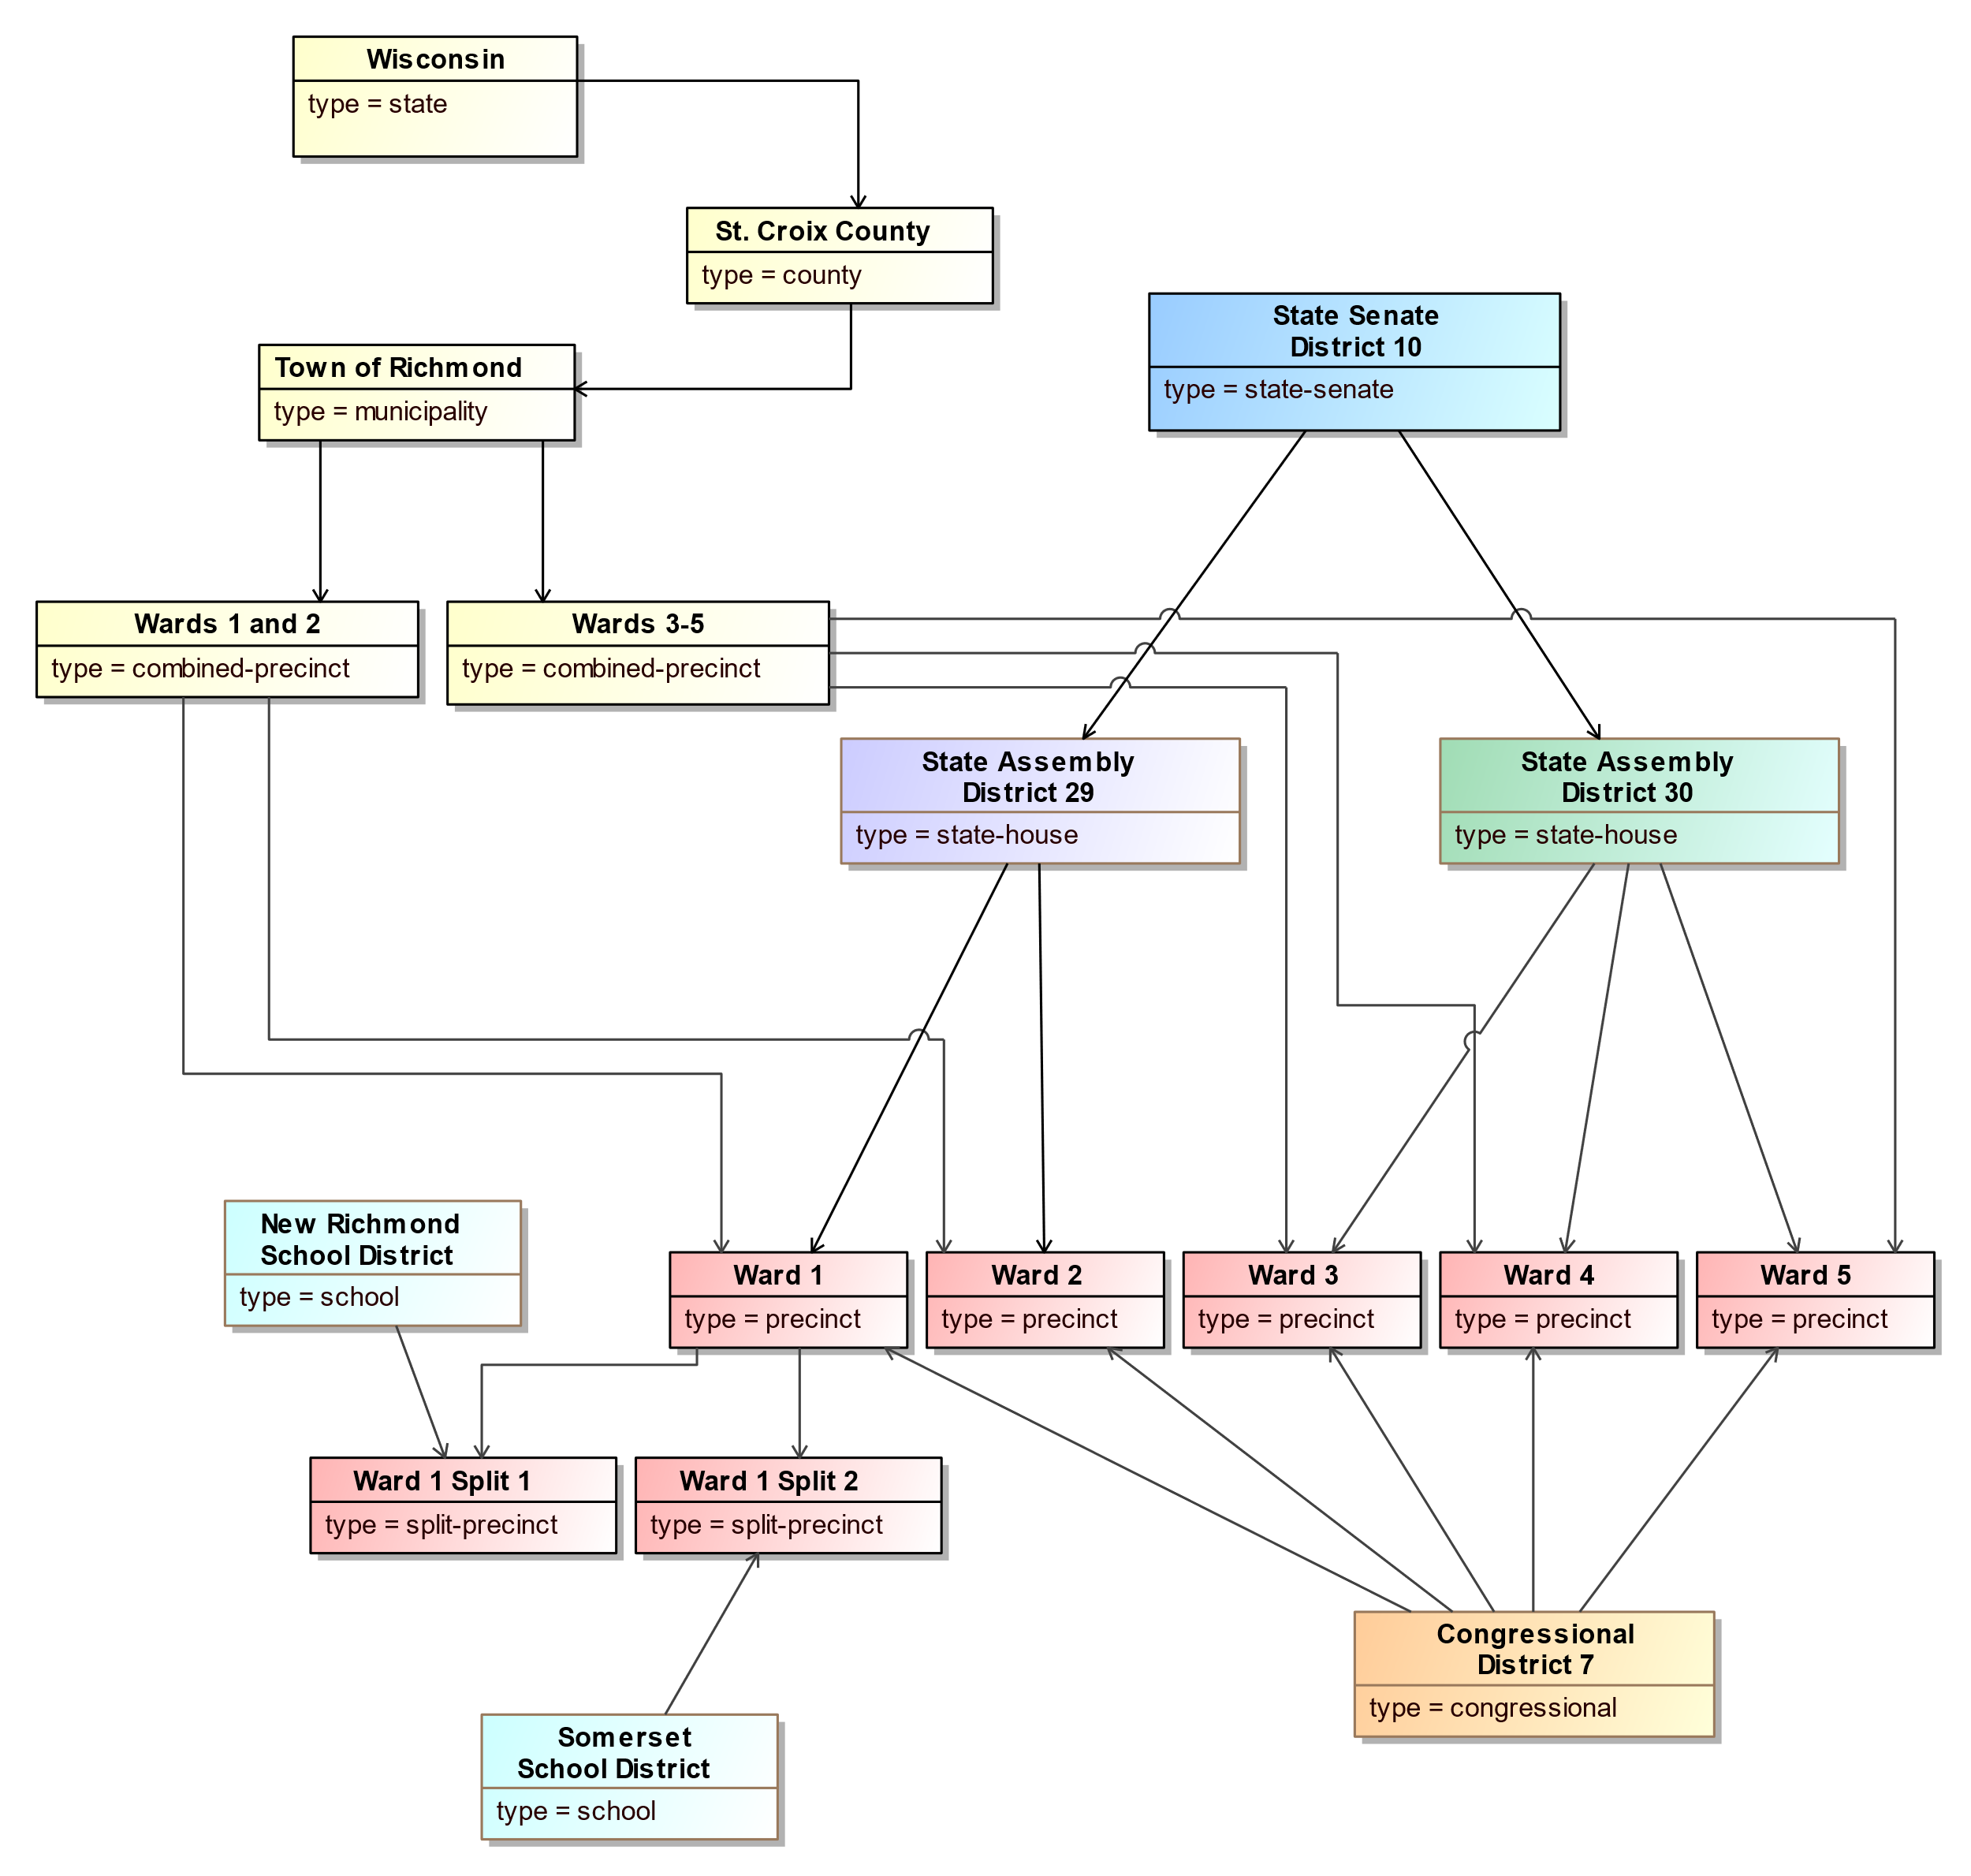 Wisconsin
type = state
St. Croix County
type = county
State Senate
District 10
type = state-senate
Town of Richmond
type = municipality
Wards 1 and 2
type = combined-precinct
Wards 3-5
type = combined-precinct
State Assembly
District 29
type = state-house
State Assembly
District 30
type = state-house
New Richmond
School District
type = school
Ward 1
type = precinct
Ward 2
type = precinct
Ward 3
type = precinct
Ward 4
type = precinct
Ward 5
type = precinct
Ward 1 Split 1
type = split-precinct
Ward 1 Split 2
type = split-precinct
Congressional
District 7
type = congressional
Somerset
School District
type = school